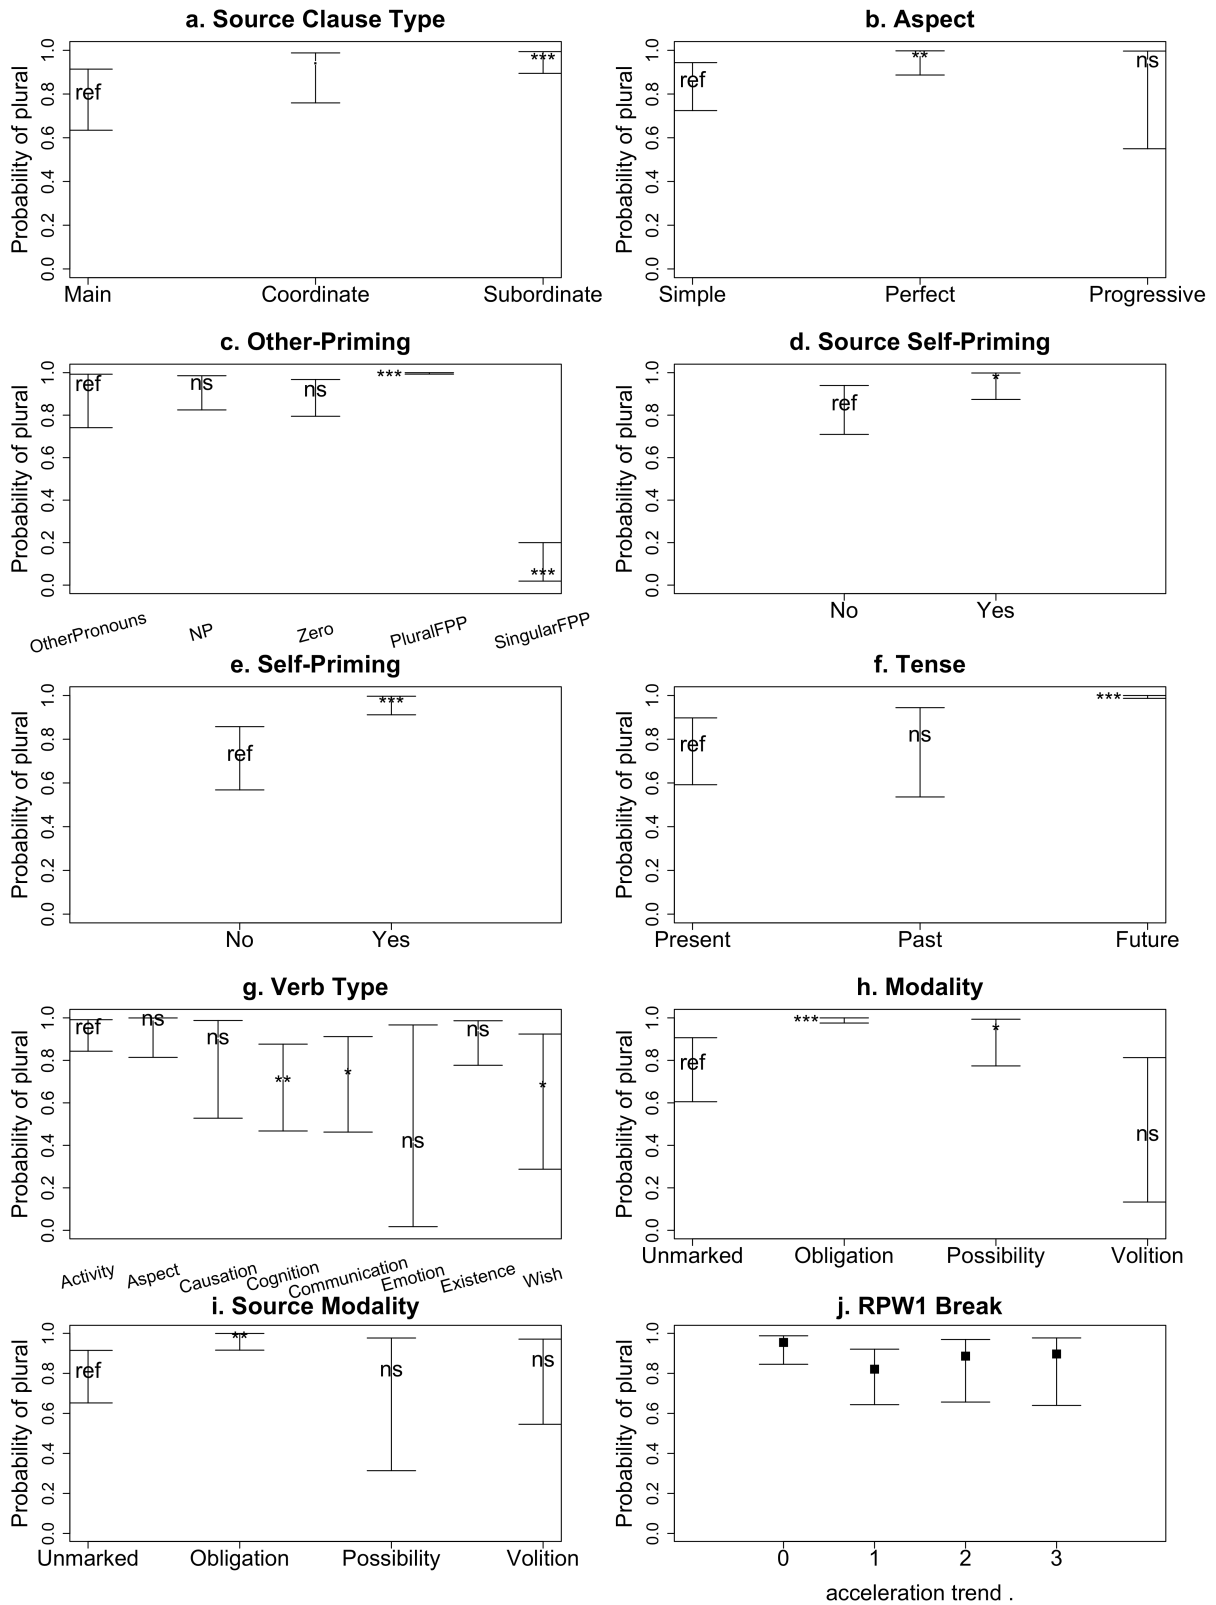 a. Source Clause Type
Probability of plural
0.0 0.2 0.4 0.6 0.8 1.0
ref
.
***
Main Coordinate Subordinate
b. Aspect
Probability of plural
0.0 0.2 0.4 0.6 0.8 1.0
ref
**
ns
Simple Perfect Progressive
c. Other-Priming
Probability of plural
0.0 0.2 0.4 0.6 0.8 1.0
ref
ns
ns
***
***
OtherPronouns NP Zero PluralFPP SingularFPP
d. Source Self-Priming
Probability of plural
0.0 0.2 0.4 0.6 0.8 1.0
ref
*
No Yes
e. Self-Priming
Probability of plural
0.0 0.2 0.4 0.6 0.8 1.0
ref
***
No Yes
f. Tense
Probability of plural
0.0 0.2 0.4 0.6 0.8 1.0
ref
ns
***
Present Past Future
g. Verb Type
Probability of plural
0.0 0.2 0.4 0.6 0.8 1.0
ref
ns
ns
**
*
ns
ns
*
Activity Aspect Causation Cognition Communication Emotion Existence Wish
h. Modality
Probability of plural
0.0 0.2 0.4 0.6 0.8 1.0
ref
***
*
ns
Unmarked Obligation Possibility Volition
i. Source Modality
Probability of plural
0.0 0.2 0.4 0.6 0.8 1.0
ref
**
ns
ns
Unmarked Obligation Possibility Volition
j. RPW1 Break
Probability of plural
0.0 0.2 0.4 0.6 0.8 1.0
0 1 2 3
acceleration trend .